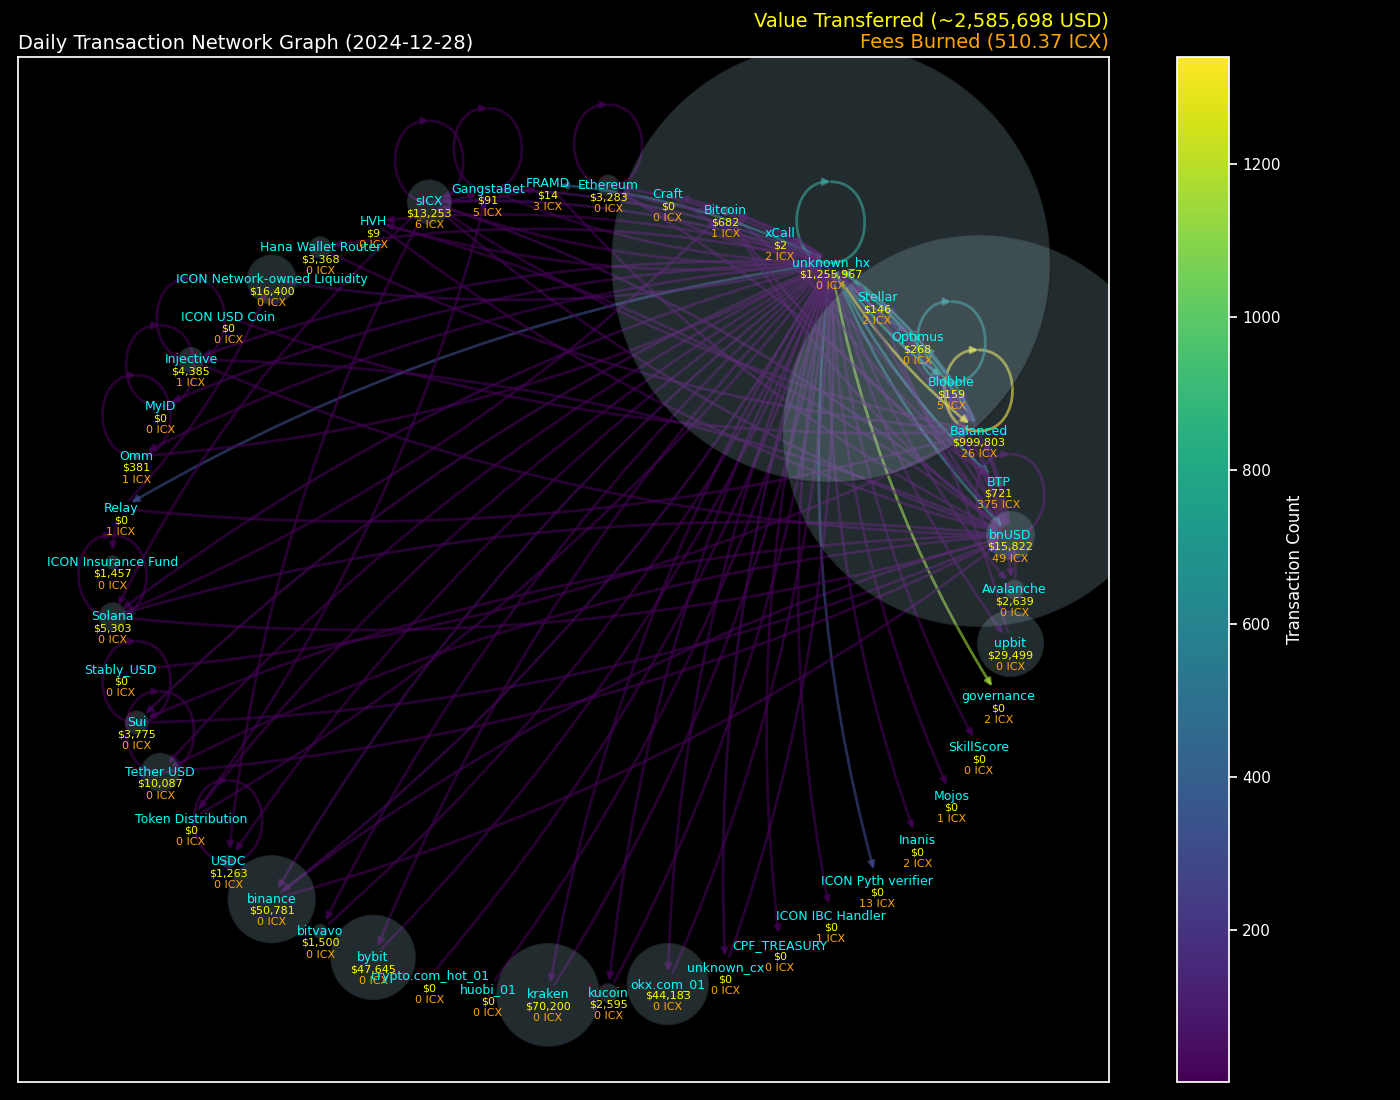 Value Transferred (~2,585,698 USD)
Daily Transaction Network Graph (2024-12-28)
Fees Burned (510.37 ICX)
unknown_hx
$1,255,967
0 ICX
xCall
$2
2 ICX
Bitcoin
$682
1 ICX
Craft
$0
0 ICX
Ethereum
$3,283
0 ICX
FRAMD
$14
3 ICX
GangstaBet
$91
5 ICX
sICX
$13,253
6 ICX
HVH
$9
0 ICX
Hana Wallet Router
$3,368
0 ICX
ICON Network-owned Liquidity
$16,400
0 ICX
ICON USD Coin
$0
0 ICX
Injective
$4,385
1 ICX
MyID
$0
0 ICX
Omm
$381
1 ICX
Relay
$0
1 ICX
ICON Insurance Fund
$1,457
0 ICX
Solana
$5,303
0 ICX
Stably_USD
$0
0 ICX
Sui
$3,775
0 ICX
Tether USD
$10,087
0 ICX
Token Distribution
$0
0 ICX
USDC
$1,263
0 ICX
binance
$50,781
0 ICX
bitvavo
$1,500
0 ICX
bybit
$47,645
0 ICX
crypto.com_hot_01
$0
0 ICX
huobi_01
$0
0 ICX
kraken
$70,200
0 ICX
kucoin
$2,595
0 ICX
okx.com_01
$44,183
0 ICX
unknown_cx
$0
0 ICX
CPF_TREASURY
$0
0 ICX
ICON IBC Handler
$0
1 ICX
ICON Pyth verifier
$0
13 ICX
Inanis
$0
2 ICX
Mojos
$0
1 ICX
SkillScore
$0
0 ICX
governance
$0
2 ICX
upbit
$29,499
0 ICX
Avalanche
$2,639
0 ICX
bnUSD
$15,822
49 ICX
BTP
$721
375 ICX
Balanced
$999,803
26 ICX
Blobble
$159
5 ICX
Optimus
$268
0 ICX
Stellar
$146
2 ICX
1200
1000
800
600
400
200
Transaction Count